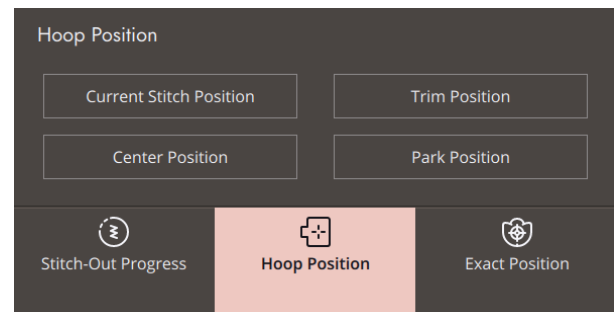 Hoop Position
Current Stitch Position
Trim Position
Center Position
Park Position
Stitch-Out Progress
Hoop Position
Exact Position